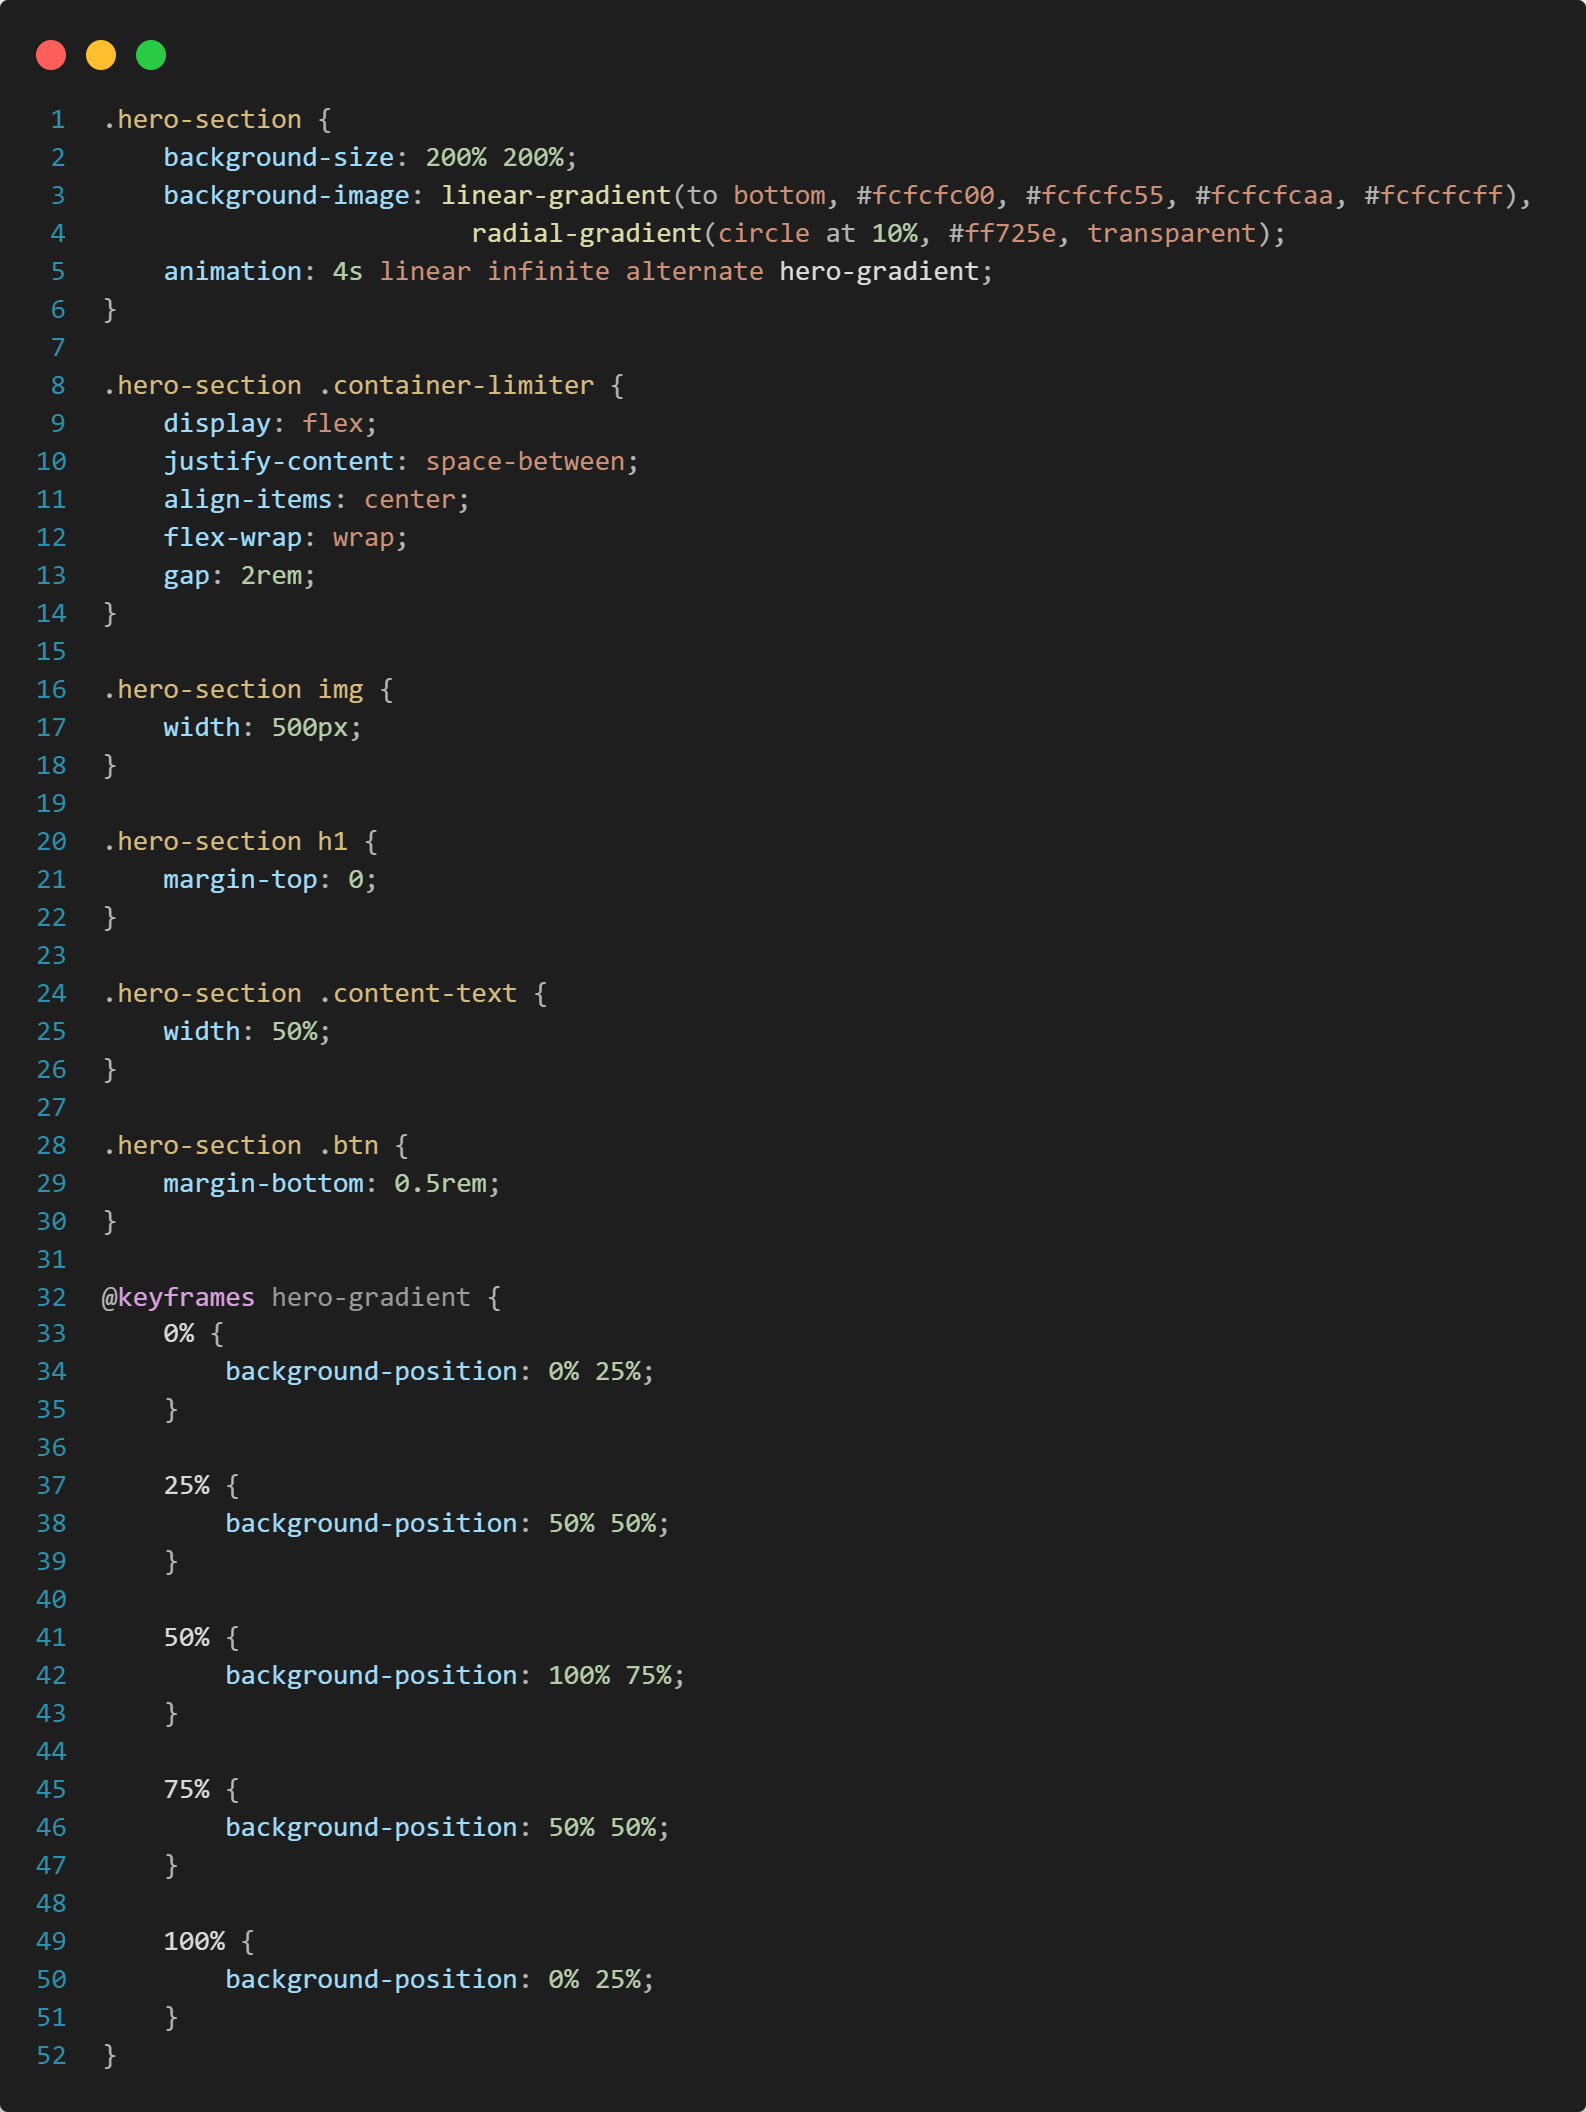 1 .hero-section {
2     background-size: 200% 200%;
3     background-image: linear-gradient(to bottom, #fcfcfc00, #fcfcfc55, #fcfcfcaa, #fcfcfcff),
4                         radial-gradient(circle at 10%, #ff725e, transparent);
5     animation: 4s linear infinite alternate hero-gradient;
6 }
7
8 .hero-section .container-limiter {
9     display: flex;
10     justify-content: space-between;
11     align-items: center;
12     flex-wrap: wrap;
13     gap: 2rem;
14 }
15
16 .hero-section img {
17     width: 500px;
18 }
19
20 .hero-section h1 {
21     margin-top: 0;
22 }
23
24 .hero-section .content-text {
25     width: 50%;
26 }
27
28 .hero-section .btn {
29     margin-bottom: 0.5rem;
30 }
31
32 @keyframes hero-gradient {
33     0% {
34         background-position: 0% 25%;
35     }
36
37     25% {
38         background-position: 50% 50%;
39     }
40
41     50% {
42         background-position: 100% 75%;
43     }
44
45     75% {
46         background-position: 50% 50%;
47     }
48
49     100% {
50         background-position: 0% 25%;
51     }
52 }